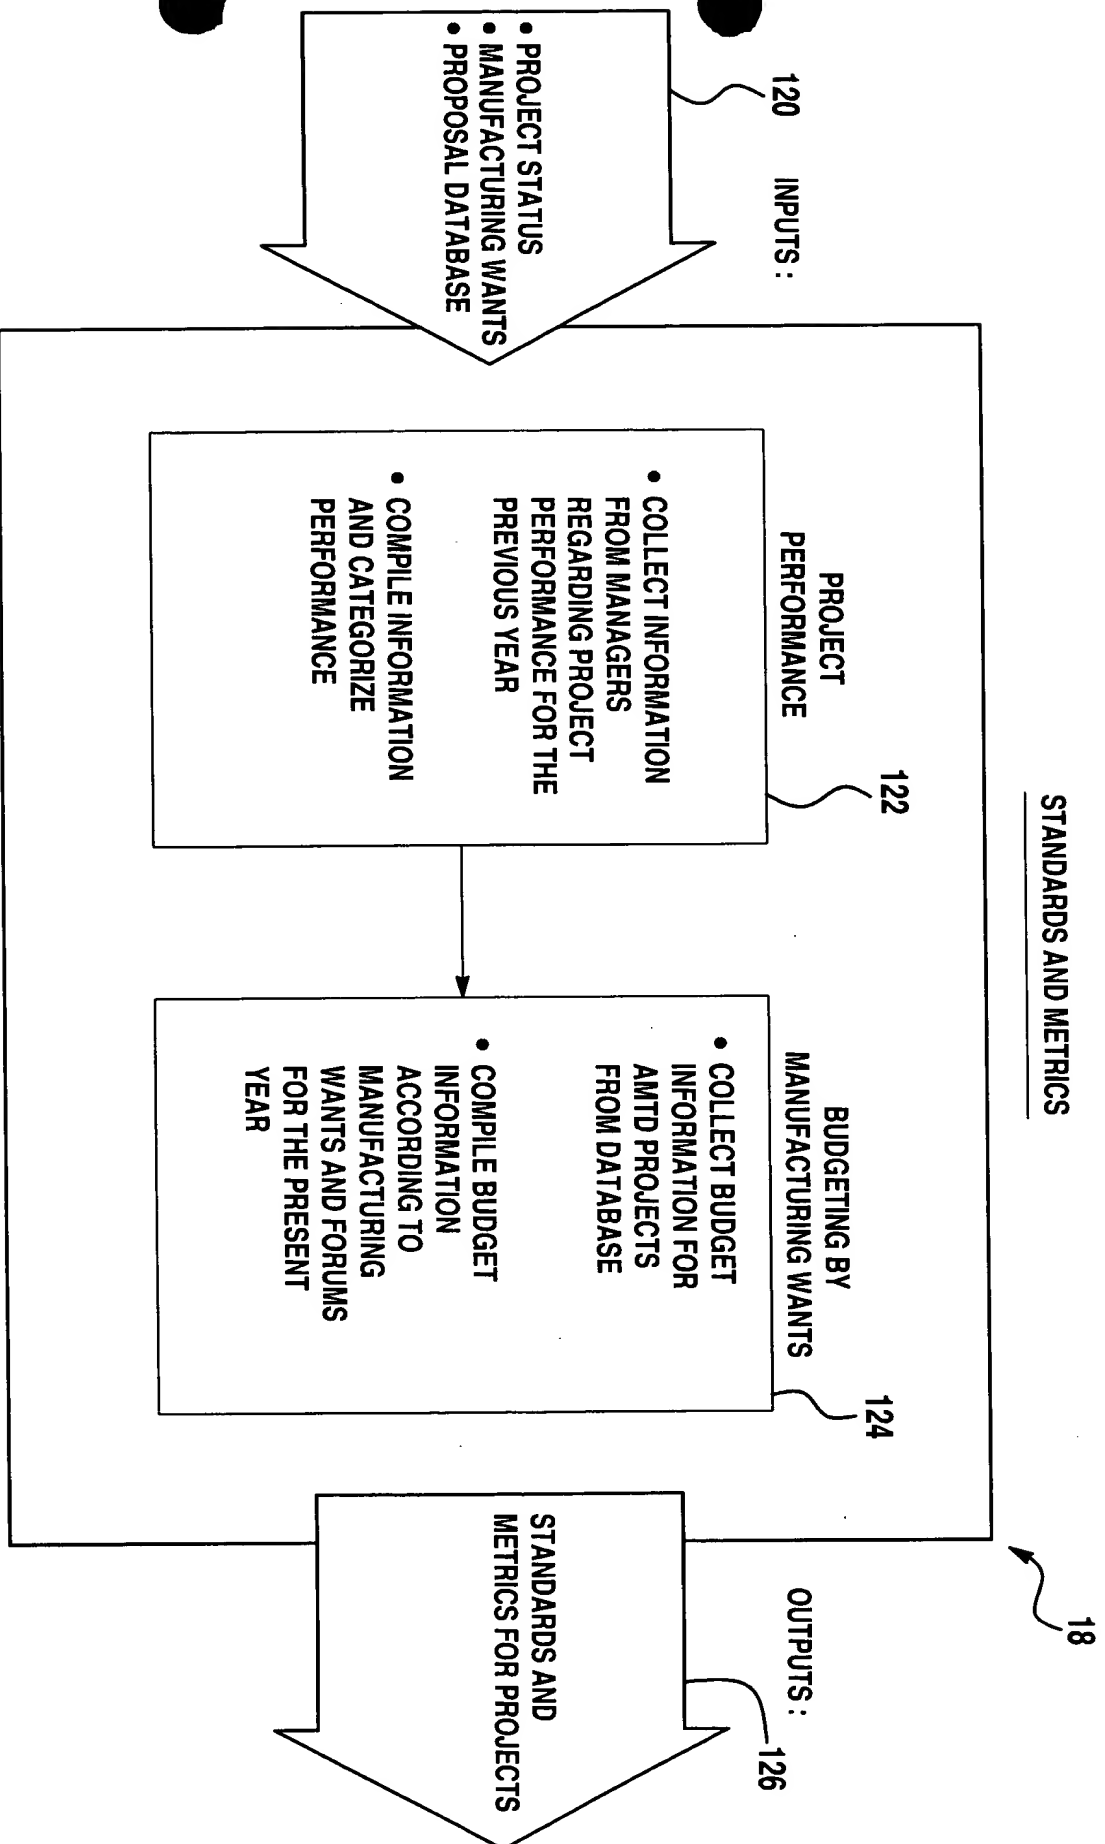 STANDARDS AND METRICS
18
120
INPUTS :
• PROJECT STATUS
• MANUFACTURING WANTS
• PROPOSAL DATABASE
PROJECT
PERFORMANCE
122
• COLLECT INFORMATION
FROM MANAGERS
REGARDING PROJECT
PERFORMANCE FOR THE
PREVIOUS YEAR
• COMPILE INFORMATION
AND CATEGORIZE
PERFORMANCE
BUDGETING BY
MANUFACTURING WANTS
124
• COLLECT BUDGET
INFORMATION FOR
AMTD PROJECTS
FROM DATABASE
• COMPILE BUDGET
INFORMATION
ACCORDING TO
MANUFACTURING
WANTS AND FORUMS
FOR THE PRESENT
YEAR
OUTPUTS :
126
STANDARDS AND
METRICS FOR PROJECTS